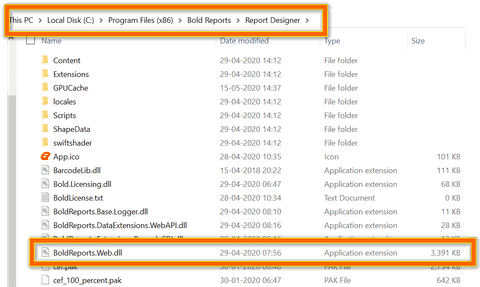 This PC > Local Disk (C:) > Program Files (x86) > Bold Reports > Report Designer >
Name Date modified Type Size
Content 29-04-2020 14:12 File folder
Extensions 29-04-2020 14:12 File folder
GPUCache 15-05-2020 14:37 File folder
locales 29-04-2020 14:12 File folder
Scripts 29-04-2020 14:12 File folder
ShapeData 29-04-2020 14:12 File folder
swiftshader 29-04-2020 14:12 File folder
App.ico 28-04-2020 10:35 Icon 101 KB
BarcodeLib.dll 15-04-2018 20:22 Application extension 111 KB
Bold.Licensing.dll 29-04-2020 06:47 Application extension 68 KB
BoldLicense.txt 28-04-2020 10:34 Text Document 0 KB
BoldReports.Base.Logger.dll 29-04-2020 08:10 Application extension 11 KB
BoldReports.DataExtensions.WebAPI.dll 29-04-2020 08:16 Application extension 28 KB
BoldReports.Web.dll 29-04-2020 07:56 Application extension 3,391 KB
cef.pak 30-01-2020 06:46 PAK File
cef_100_percent.pak 30-01-2020 06:47 PAK File 642 KB